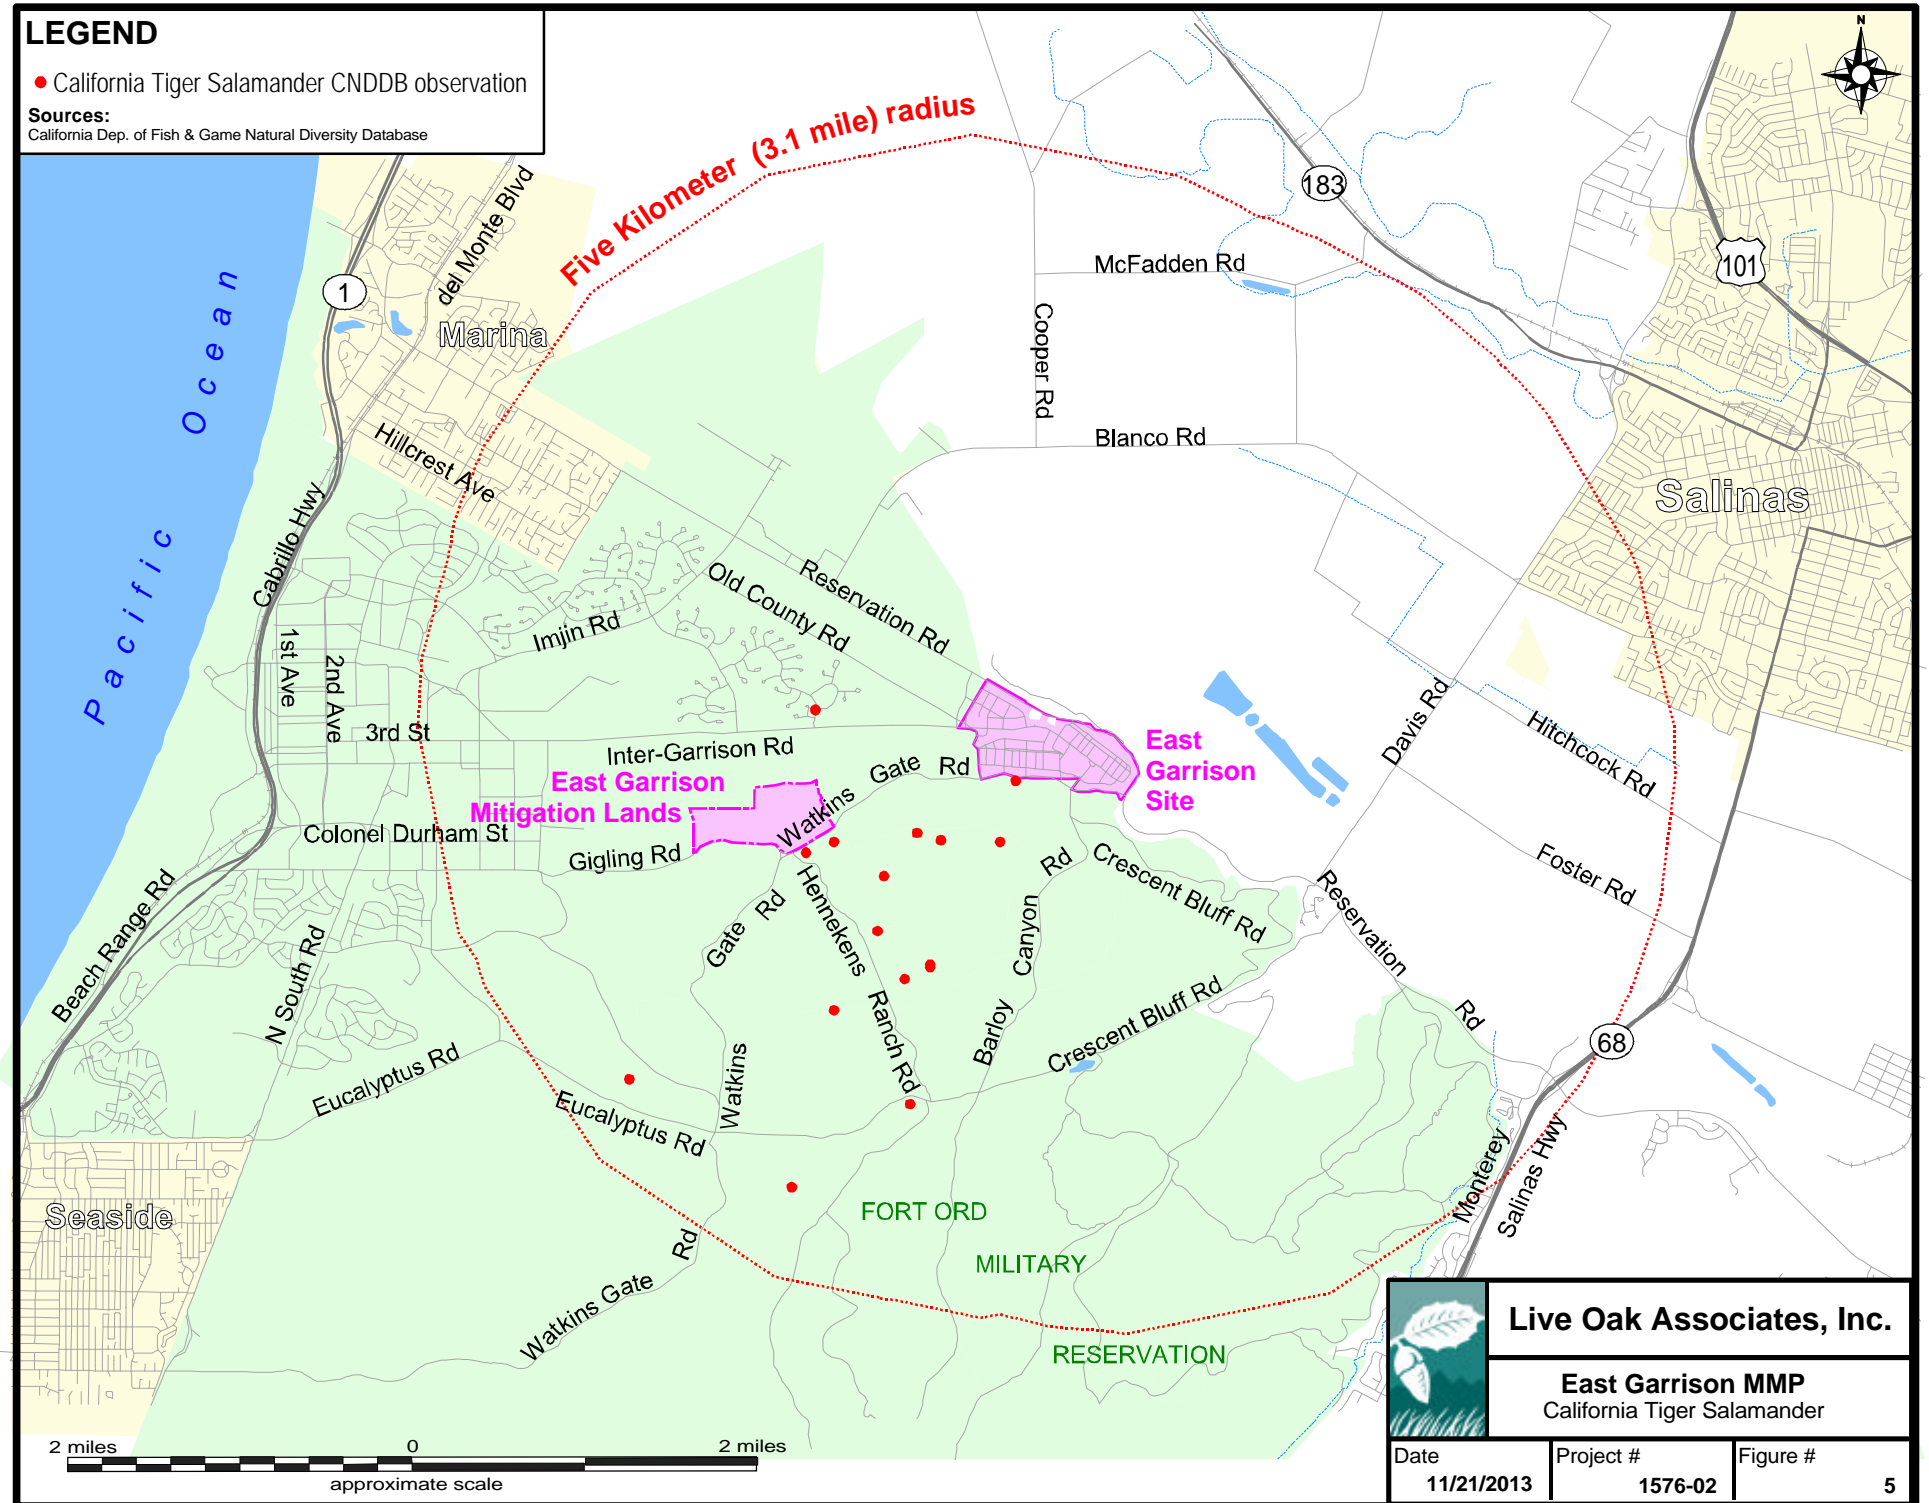 LEGEND
California Tiger Salamander CNDDB observation
Sources:
California Dep. of Fish & Game Natural Diversity Database
N
Five Kilometer (3.1 mile) radius
183
101
1
68
Pacific Ocean
del Monte Blvd
Marina
McFadden Rd
Cooper Rd
Blanco Rd
Hillcrest Ave
Salinas
Cabrillo Hwy
Reservation Rd
Old County Rd
Imjin Rd
1st Ave
2nd Ave
3rd St
Inter-Garrison Rd
East
Garrison
Site
East Garrison
Mitigation Lands
Watkins Gate Rd
Davis Rd
Hitchcock Rd
Colonel Durham St
Gigling Rd
Foster Rd
Crescent Bluff Rd
Reservation Rd
Beach Range Rd
N South Rd
Watkins Gate Rd
Hennekens Ranch Rd
Barloy Canyon Rd
Crescent Bluff Rd
Eucalyptus Rd
Eucalyptus Rd
Monterey Salinas Hwy
Seaside
Watkins Gate Rd
FORT ORD
MILITARY
RESERVATION
2 miles 0 2 miles
approximate scale
Live Oak Associates, Inc.
East Garrison MMP
California Tiger Salamander
Date Project # Figure #
11/21/2013 1576-02 5